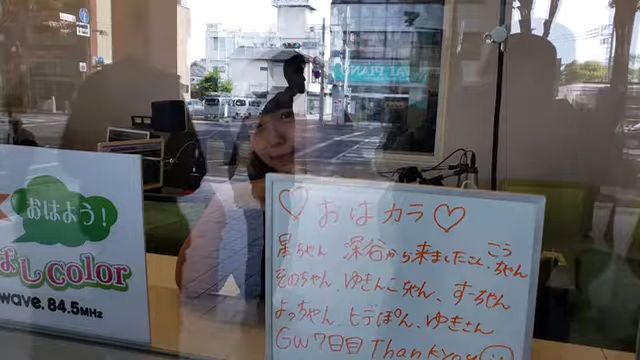 おはよう！
ばしColor
wave. 84.5MHz
♡おはカラ♡
星ちゃん 深谷から来ました こうちゃん
そのちゃん、ゆきんこちゃん、すーちゃん
よっちゃん、ヒデぽん、ゆきさん
GW7日目 Thank you